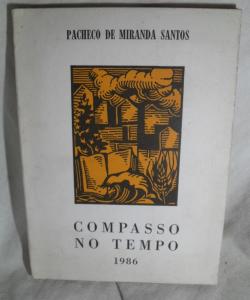 PACHECO DE MIRANDA SANTOS
COMPASSO
NO TEMPO
1986